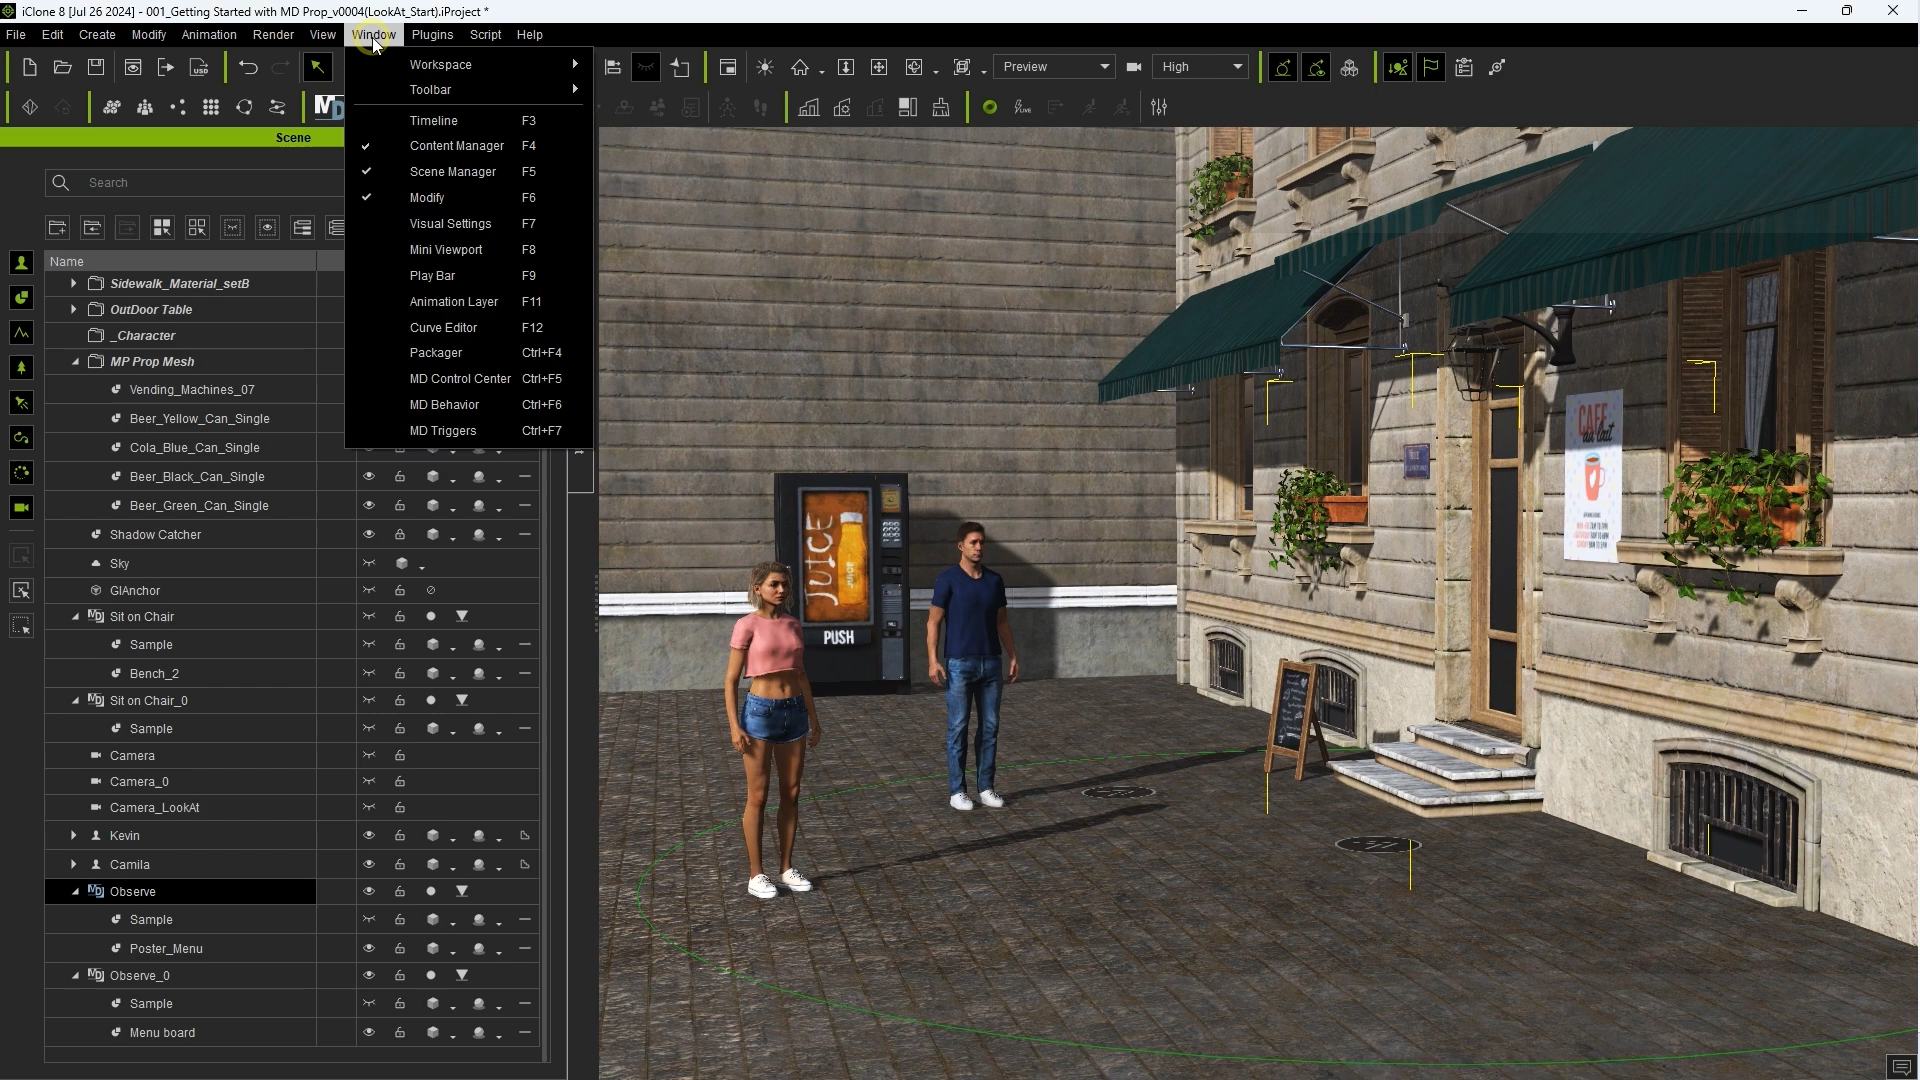 iClone 8 [Jul 26 2024] - 001_Getting Started with MD Prop_v0004(LookAt_Start).iProject *
File Edit Create Modify Animation Render View Window Plugins Script Help
Preview High
MD
Scene
Search
Name
Sidewalk_Material_setB
OutDoor Table
_Character
MP Prop Mesh
Vending_Machines_07
Beer_Yellow_Can_Single
Cola_Blue_Can_Single
Beer_Black_Can_Single
Beer_Green_Can_Single
Shadow Catcher
Sky
GIAnchor
Sit on Chair
Sample
Bench_2
Sit on Chair_0
Sample
Camera
Camera_0
Camera_LookAt
Kevin
Camila
Observe
Sample
Poster_Menu
Observe_0
Sample
Menu board
Workspace
Toolbar
Timeline F3
Content Manager F4
Scene Manager F5
Modify F6
Visual Settings F7
Mini Viewport F8
Play Bar F9
Animation Layer F11
Curve Editor F12
Packager Ctrl+F4
MD Control Center Ctrl+F5
MD Behavior Ctrl+F6
MD Triggers Ctrl+F7
JUICE
JUICE
PUSH
CAFE
au lait